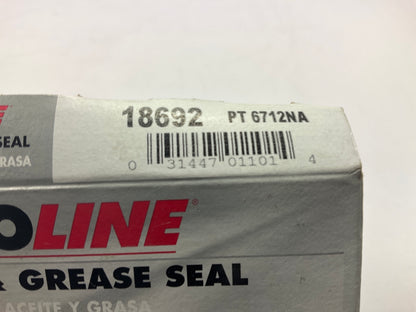 18692 PT 6712NA
SEAL
GRASA
0 31447 01101 4
OLINE®
& GREASE SEAL
ACEITE Y GRASA